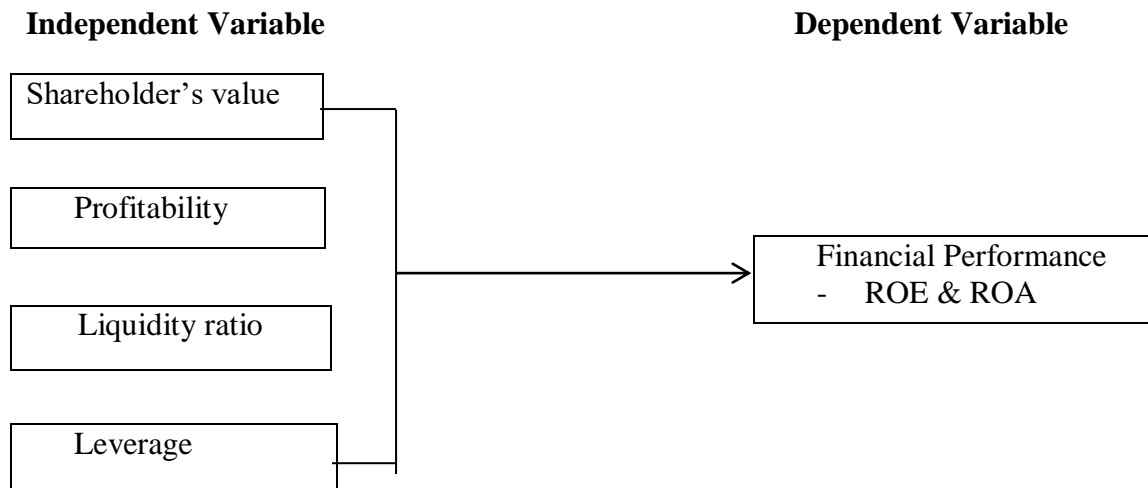 Independent Variable
Dependent Variable
Shareholder’s value
Profitability
Liquidity ratio
Leverage
Financial Performance
- ROE & ROA